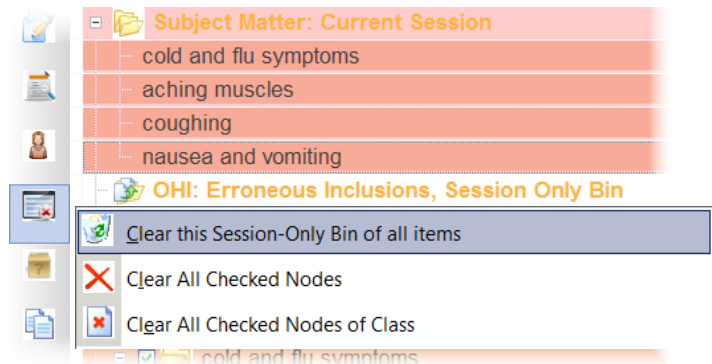 Subject Matter: Current Session
cold and flu symptoms
aching muscles
coughing
nausea and vomiting
OHI: Erroneous Inclusions, Session Only Bin
Clear this Session-Only Bin of all items
Clear All Checked Nodes
Clear All Checked Nodes of Class
cold and flu symptoms